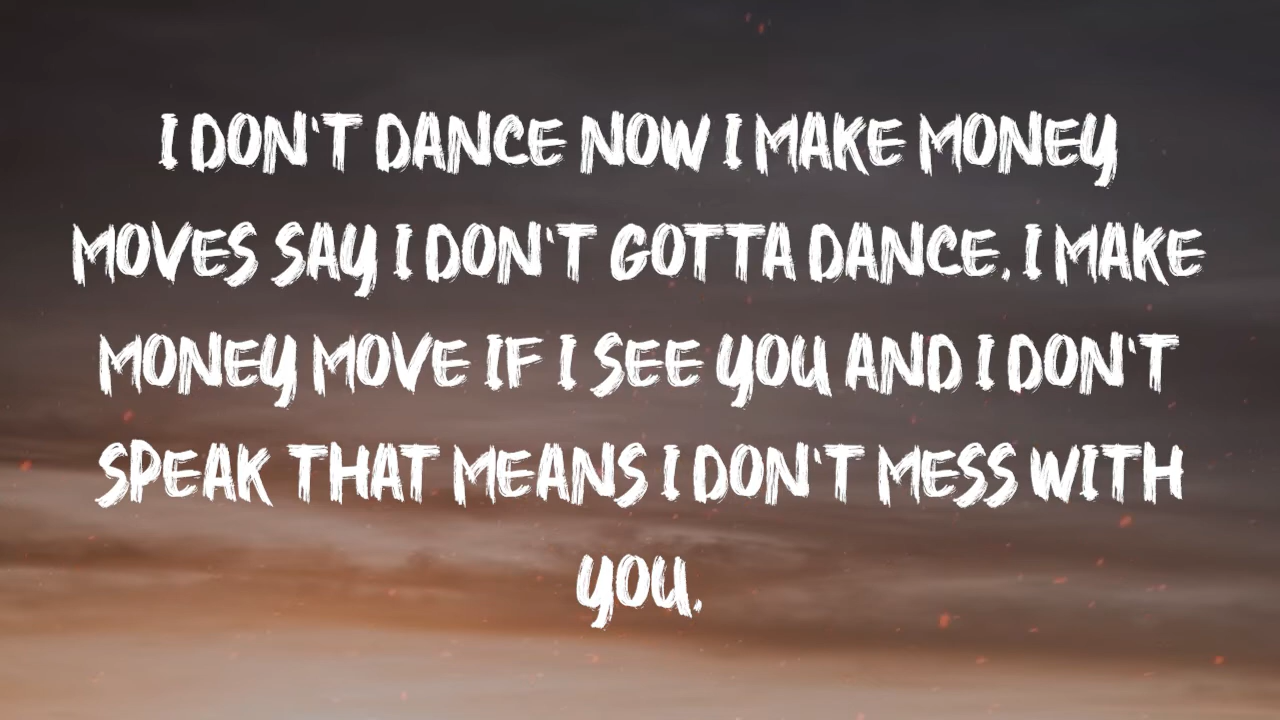 I DON'T DANCE NOW I MAKE MONEY
MOVES SAY I DON'T GOTTA DANCE, I MAKE
MONEY MOVE IF I SEE YOU AND I DON'T
SPEAK THAT MEANS I DON'T MESS WITH
YOU,